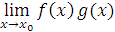 lim f(x) g(x)
x→x₀